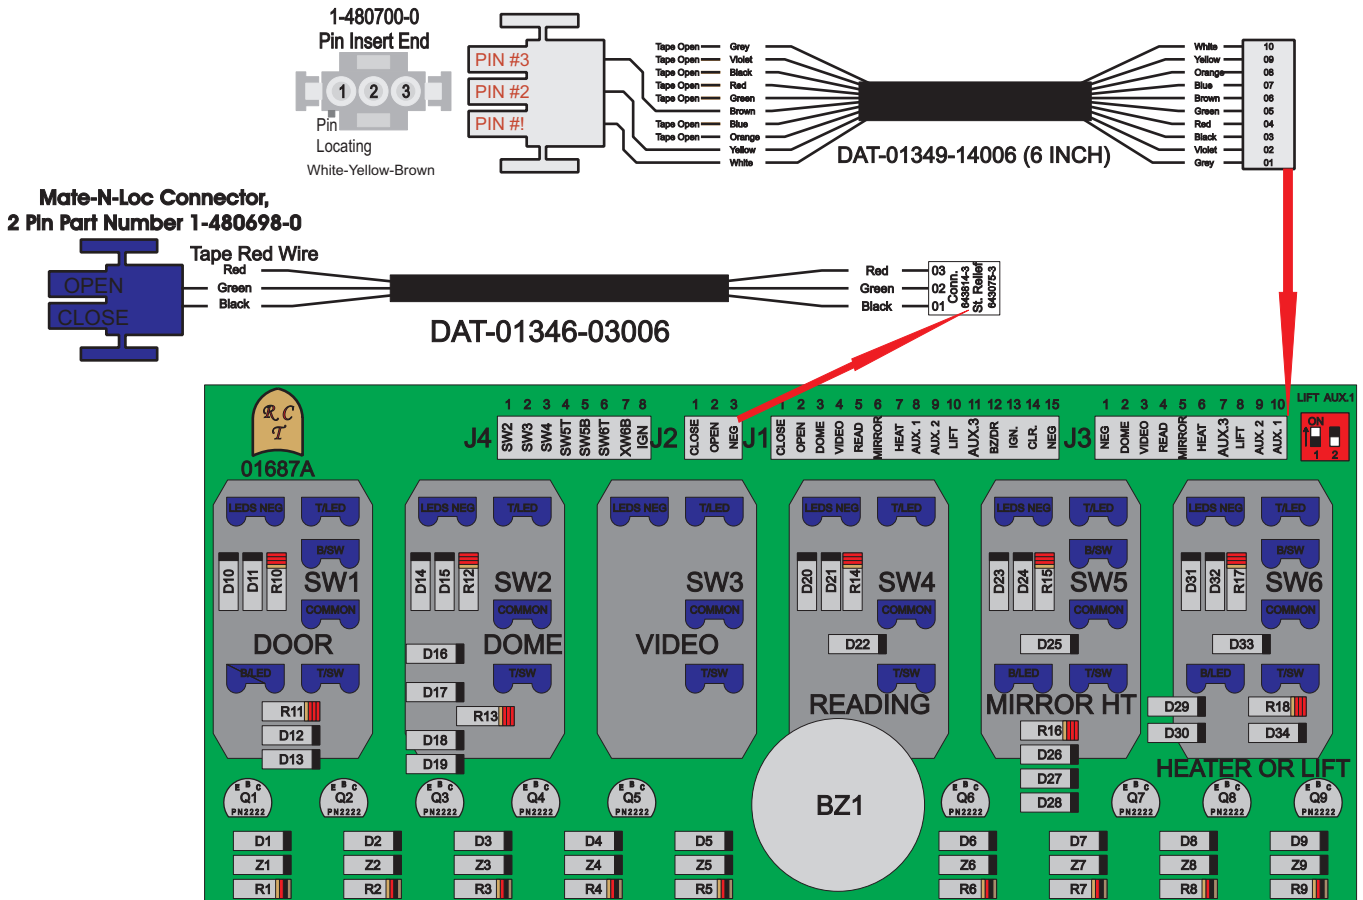 1-480700-0
Pin Insert End
1 2 3
Pin
Locating
White-Yellow-Brown
PIN #3
PIN #2
PIN #!
Tape Open Grey
Tape Open Violet
Tape Open Black
Tape Open Red
Tape Open Green
Brown
Tape Open Blue
Tape Open Orange
Yellow
White
DAT-01349-14006 (6 INCH)
White 10
Yellow 09
Orange 08
Blue 07
Brown 06
Green 05
Red 04
Black 03
Violet 02
Grey 01
Mate-N-Loc Connector,
2 Pin Part Number 1-480698-0
OPEN
CLOSE
Tape Red Wire
Red
Green
Black
DAT-01346-03006
Red 03
Green 02
Black 01
Conn.
643814-3
St. Relief
643075-3
R C
T
01687A
J4
1 2 3 4 5 6 7 8
SW2 SW3 SW4 SW5T SW5B SW6T XW6B IGN
J2
1 2 3
CLOSE OPEN NEG
J1
1 2 3 4 5 6 7 8 9 10 11 12 13 14 15
CLOSE OPEN DOME VIDEO READ MIRROR HEAT AUX. 1 AUX. 2 LIFT AUX.3 BZ/DR IGN. CLR. NEG
J3
1 2 3 4 5 6 7 8 9 10
NEG DOME VIDEO READ MIRROR HEAT AUX.3 LIFT AUX. 2 AUX. 1
LIFT AUX.1
ON
1 2
LEDS NEG T/LED
B/SW
D10 D11 R10
SW1
COMMON
DOOR
B/LED T/SW
R11
D12
D13
LEDS NEG T/LED
D14 D15 R12
SW2
COMMON
DOME
D16
T/SW
D17
R13
D18
D19
LEDS NEG T/LED
SW3
COMMON
VIDEO
T/SW
LEDS NEG T/LED
D20 D21 R14
SW4
COMMON
D22
T/SW
READING
LEDS NEG T/LED
B/SW
D23 D24 R15
SW5
COMMON
D25
B/LED T/SW
MIRROR HT
R16
D26
D27
D28
LEDS NEG T/LED
B/SW
D31 D32 R17
SW6
COMMON
D33
B/LED T/SW
D29 R18
D30 D34
HEATER OR LIFT
BZ1
E B C
Q1
PN2222
E B C
Q2
PN2222
E B C
Q3
PN2222
E B C
Q4
PN2222
E B C
Q5
PN2222
E B C
Q6
PN2222
E B C
Q7
PN2222
E B C
Q8
PN2222
E B C
Q9
PN2222
D1 D2 D3 D4 D5 D6 D7 D8 D9
Z1 Z2 Z3 Z4 Z5 Z6 Z7 Z8 Z9
R1 R2 R3 R4 R5 R6 R7 R8 R9